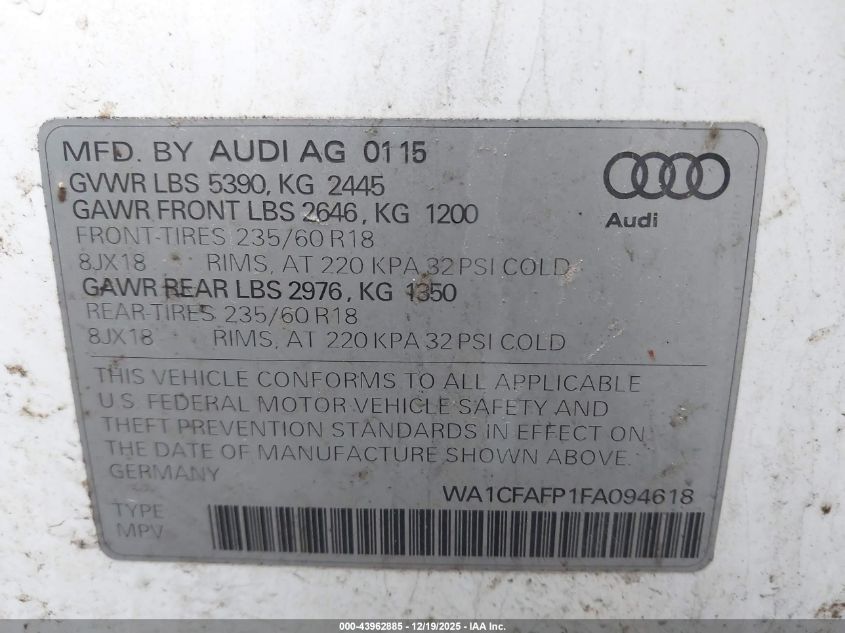 MFD. BY AUDI AG 01 15
GVWR LBS 5390, KG 2445
GAWR FRONT LBS 2646, KG 1200
FRONT-TIRES 235/60 R18
8JX18 RIMS, AT 220 KPA 32 PSI COLD
GAWR REAR LBS 2976, KG 1350
REAR-TIRES 235/60 R18
8JX18 RIMS, AT 220 KPA 32 PSI COLD
Audi
THIS VEHICLE CONFORMS TO ALL APPLICABLE
U.S. FEDERAL MOTOR VEHICLE SAFETY AND
THEFT PREVENTION STANDARDS IN EFFECT ON
THE DATE OF MANUFACTURE SHOWN ABOVE.
GERMANY
WA1CFAFP1FA094618
TYPE
MPV
000-43962885 - 12/19/2025 - IAA Inc.